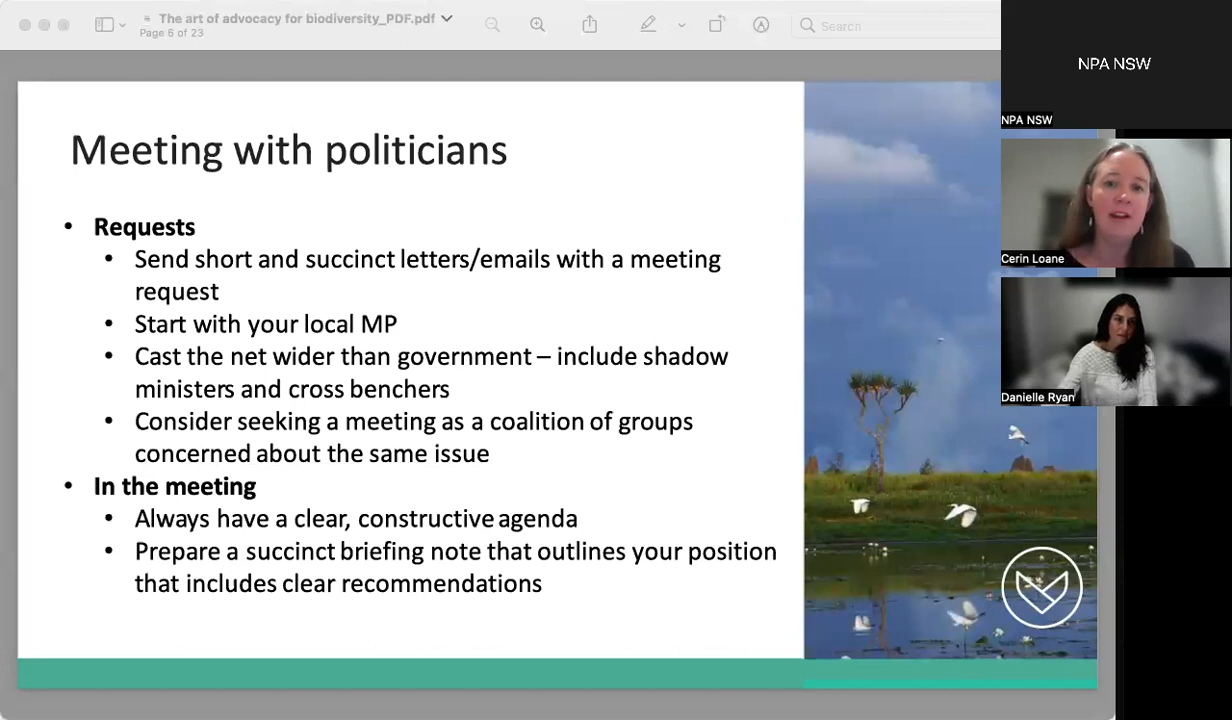 The art of advocacy for biodiversity_PDF.pdf
Page 6 of 23
Search
NPA NSW
NPA NSW
Cerin Loane
Danielle Ryan
Meeting with politicians
• Requests
• Send short and succinct letters/emails with a meeting
request
• Start with your local MP
• Cast the net wider than government – include shadow
ministers and cross benchers
• Consider seeking a meeting as a coalition of groups
concerned about the same issue
• In the meeting
• Always have a clear, constructive agenda
• Prepare a succinct briefing note that outlines your position
that includes clear recommendations